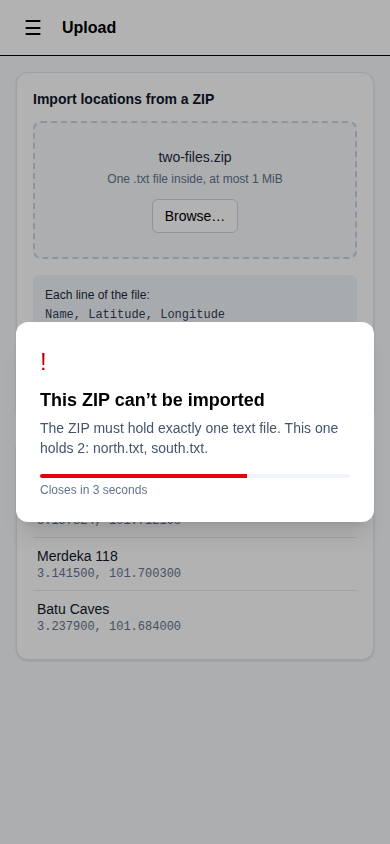 ☰ Upload
Import locations from a ZIP
two-files.zip
One .txt file inside, at most 1 MiB
Browse…
Each line of the file:
Name, Latitude, Longitude
!
This ZIP can’t be imported
The ZIP must hold exactly one text file. This one
holds 2: north.txt, south.txt.
Closes in 3 seconds
Merdeka 118
3.141500, 101.700300
Batu Caves
3.237900, 101.684000